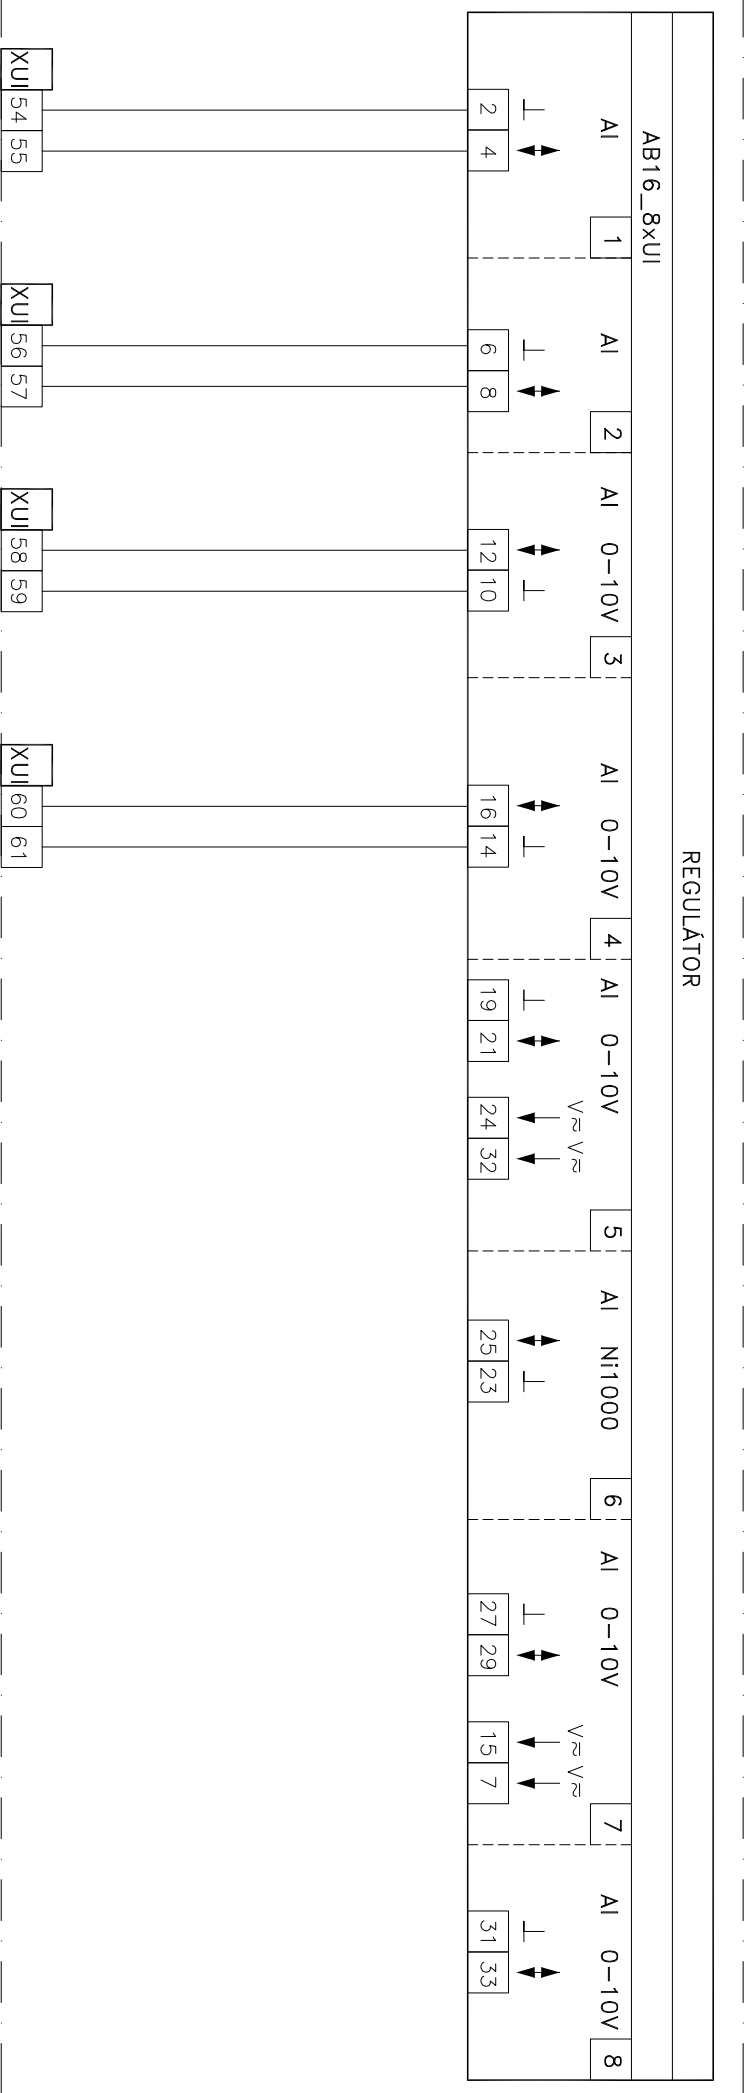 REGULÁTOR
AB16_8xUI
AI
1
AI
2
AI 0-10V
3
AI 0-10V
4
AI 0-10V
5
AI Ni1000
6
AI 0-10V
7
AI 0-10V
8
V≂ V≂
V≂ V≂
2 4
6 8
12 10
16 14
19 21
24 32
25 23
27 29
15 7
31 33
XUI 54 55
XUI 56 57
XUI 58 59
XUI 60 61